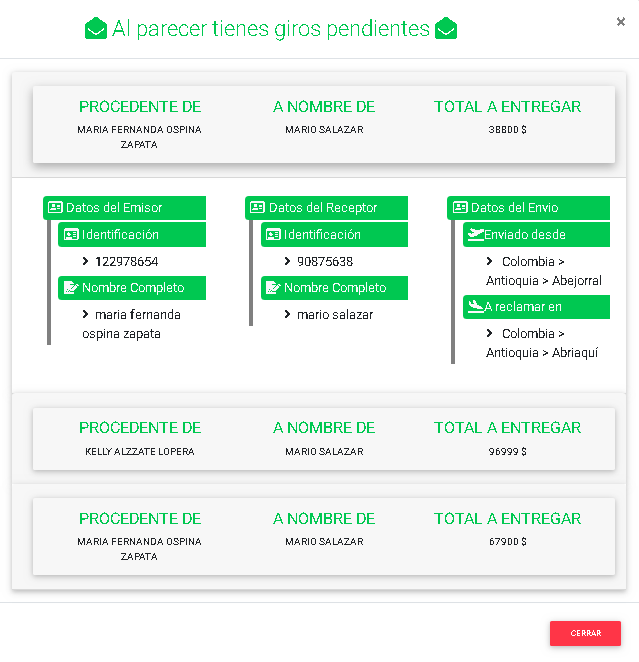 Al parecer tienes giros pendientes
×
PROCEDENTE DE
MARIA FERNANDA OSPINA
ZAPATA
A NOMBRE DE
MARIO SALAZAR
TOTAL A ENTREGAR
38800 $
Datos del Emisor
Identificación
122978654
Nombre Completo
maria fernanda
ospina zapata
Datos del Receptor
Identificación
90875638
Nombre Completo
mario salazar
Datos del Envio
Enviado desde
Colombia >
Antioquia > Abejorral
A reclamar en
Colombia >
Antioquia > Abriaquí
PROCEDENTE DE
KELLY ALZZATE LOPERA
A NOMBRE DE
MARIO SALAZAR
TOTAL A ENTREGAR
96999 $
PROCEDENTE DE
MARIA FERNANDA OSPINA
ZAPATA
A NOMBRE DE
MARIO SALAZAR
TOTAL A ENTREGAR
67900 $
CERRAR